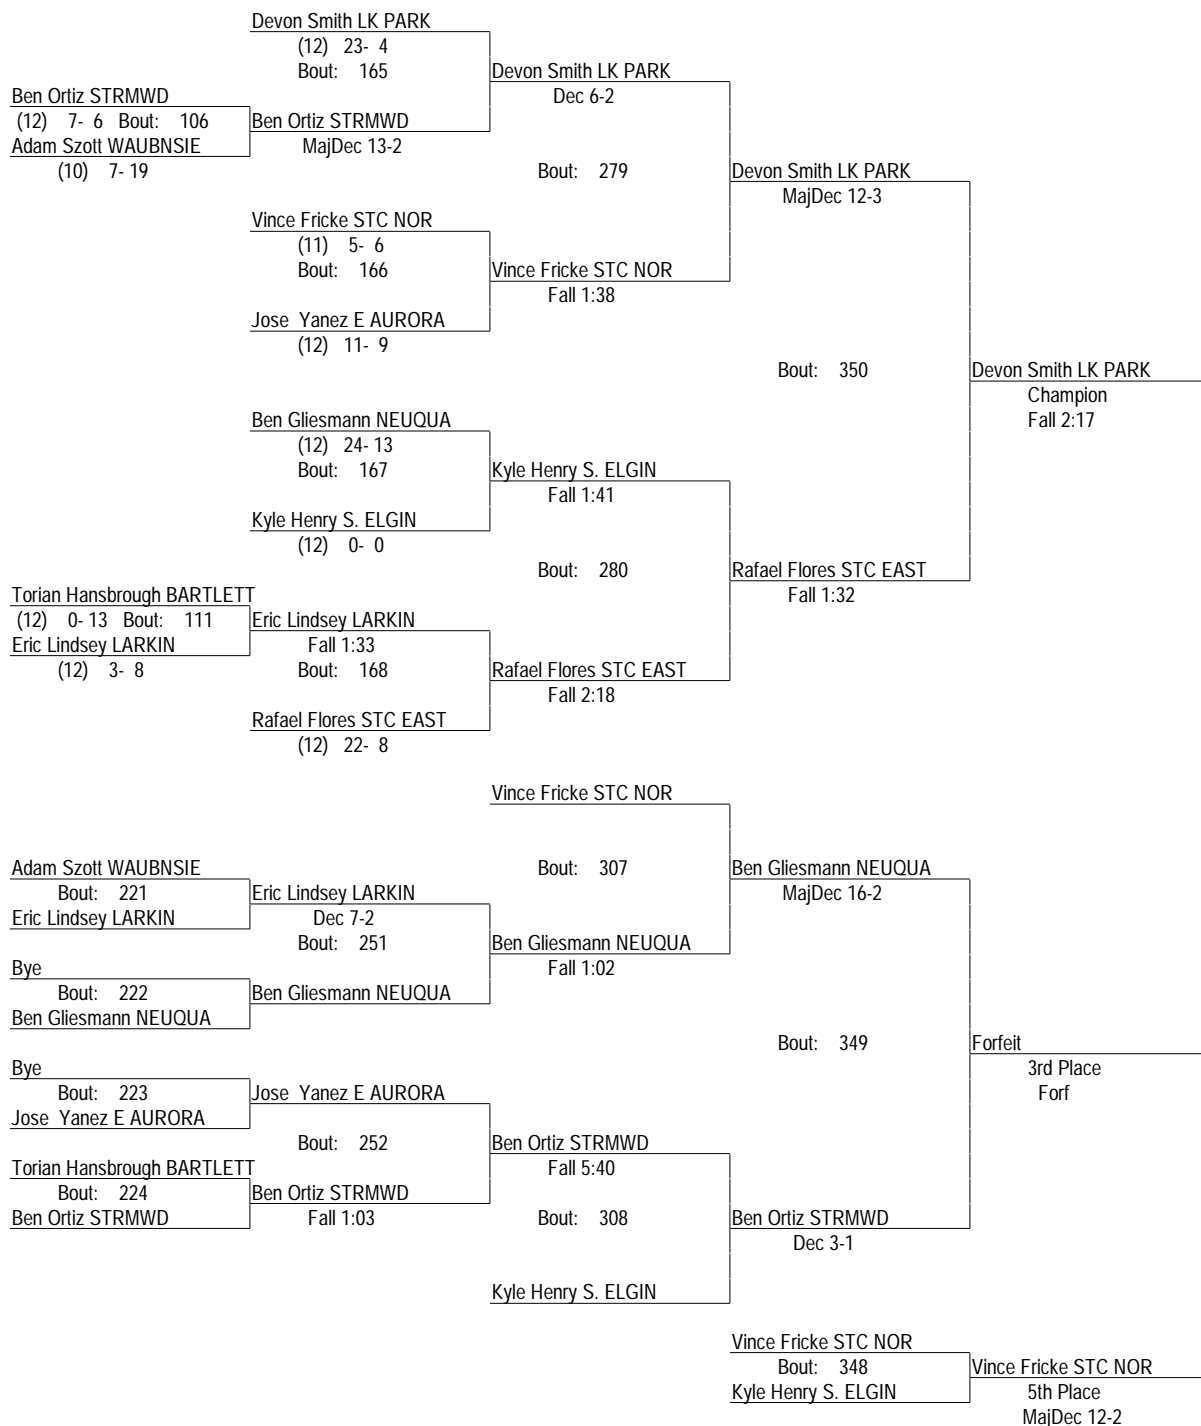 Devon Smith LK PARK
(12) 23- 4
Bout: 165
Devon Smith LK PARK
Dec 6-2
Ben Ortiz STRMWD
(12) 7- 6 Bout: 106
Ben Ortiz STRMWD
Adam Szott WAUBNSIE
MajDec 13-2
(10) 7- 19
Bout: 279
Devon Smith LK PARK
MajDec 12-3
Vince Fricke STC NOR
(11) 5- 6
Bout: 166
Vince Fricke STC NOR
Fall 1:38
Jose Yanez E AURORA
(12) 11- 9
Bout: 350
Devon Smith LK PARK
Champion
Fall 2:17
Ben Gliesmann NEUQUA
(12) 24- 13
Bout: 167
Kyle Henry S. ELGIN
Fall 1:41
Kyle Henry S. ELGIN
(12) 0- 0
Bout: 280
Rafael Flores STC EAST
Fall 1:32
Torian Hansbrough BARTLETT
(12) 0- 13 Bout: 111
Eric Lindsey LARKIN
Eric Lindsey LARKIN
Fall 1:33
(12) 3- 8
Bout: 168
Rafael Flores STC EAST
Fall 2:18
Rafael Flores STC EAST
(12) 22- 8
Vince Fricke STC NOR
Bout: 307
Ben Gliesmann NEUQUA
MajDec 16-2
Adam Szott WAUBNSIE
Bout: 221
Eric Lindsey LARKIN
Eric Lindsey LARKIN
Dec 7-2
Bout: 251
Ben Gliesmann NEUQUA
Fall 1:02
Bye
Bout: 222
Ben Gliesmann NEUQUA
Ben Gliesmann NEUQUA
Bout: 349
Forfeit
3rd Place
Forf
Bye
Bout: 223
Jose Yanez E AURORA
Jose Yanez E AURORA
Bout: 252
Ben Ortiz STRMWD
Fall 5:40
Torian Hansbrough BARTLETT
Bout: 224
Ben Ortiz STRMWD
Ben Ortiz STRMWD
Fall 1:03
Bout: 308
Ben Ortiz STRMWD
Dec 3-1
Kyle Henry S. ELGIN
Vince Fricke STC NOR
Bout: 348
Vince Fricke STC NOR
Kyle Henry S. ELGIN
5th Place
MajDec 12-2